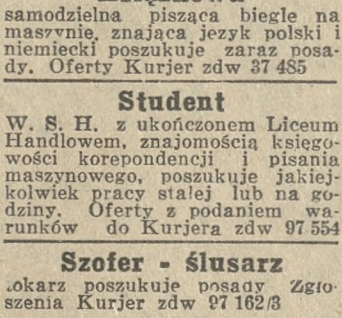 samodzielna pisząca biegle na
maszynie, znająca język polski i
niemiecki poszukuje zaraz posa-
dy. Oferty Kurjer zdw 37 485
Student
W. S. H. z ukończonem Liceum
Handlowem, znajomością księgo-
wości korepondencji i pisania
maszynowego, poszukuje jakiej-
kolwiek pracy stałej lub na go-
dziny. Oferty z podaniem wa-
runków do Kurjera zdw 97 554
Szofer - ślusarz
tokarz poszukuje posady Zgło-
szenia Kurjer zdw 97 162/3